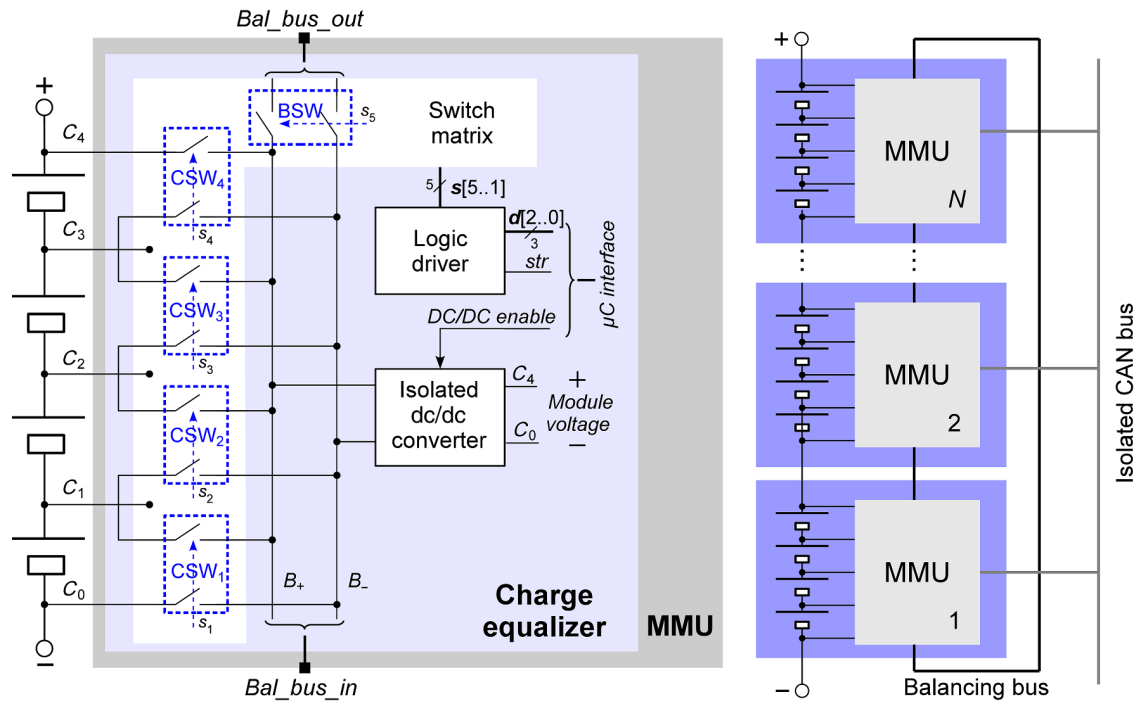 Bal_bus_out
+
C4
BSW
s5
Switch
matrix
CSW4
s4
5
s[5..1]
C3
Logic
driver
d[2..0]
3
str
µC interface
CSW3
s3
DC/DC enable
C2
Isolated
dc/dc
converter
C4
+
Module
voltage
C0
−
CSW2
s2
C1
CSW1
s1
B+
B−
C0
−
Charge
equalizer
MMU
Bal_bus_in
+
MMU
N
MMU
2
MMU
1
−
Balancing bus
Isolated CAN bus